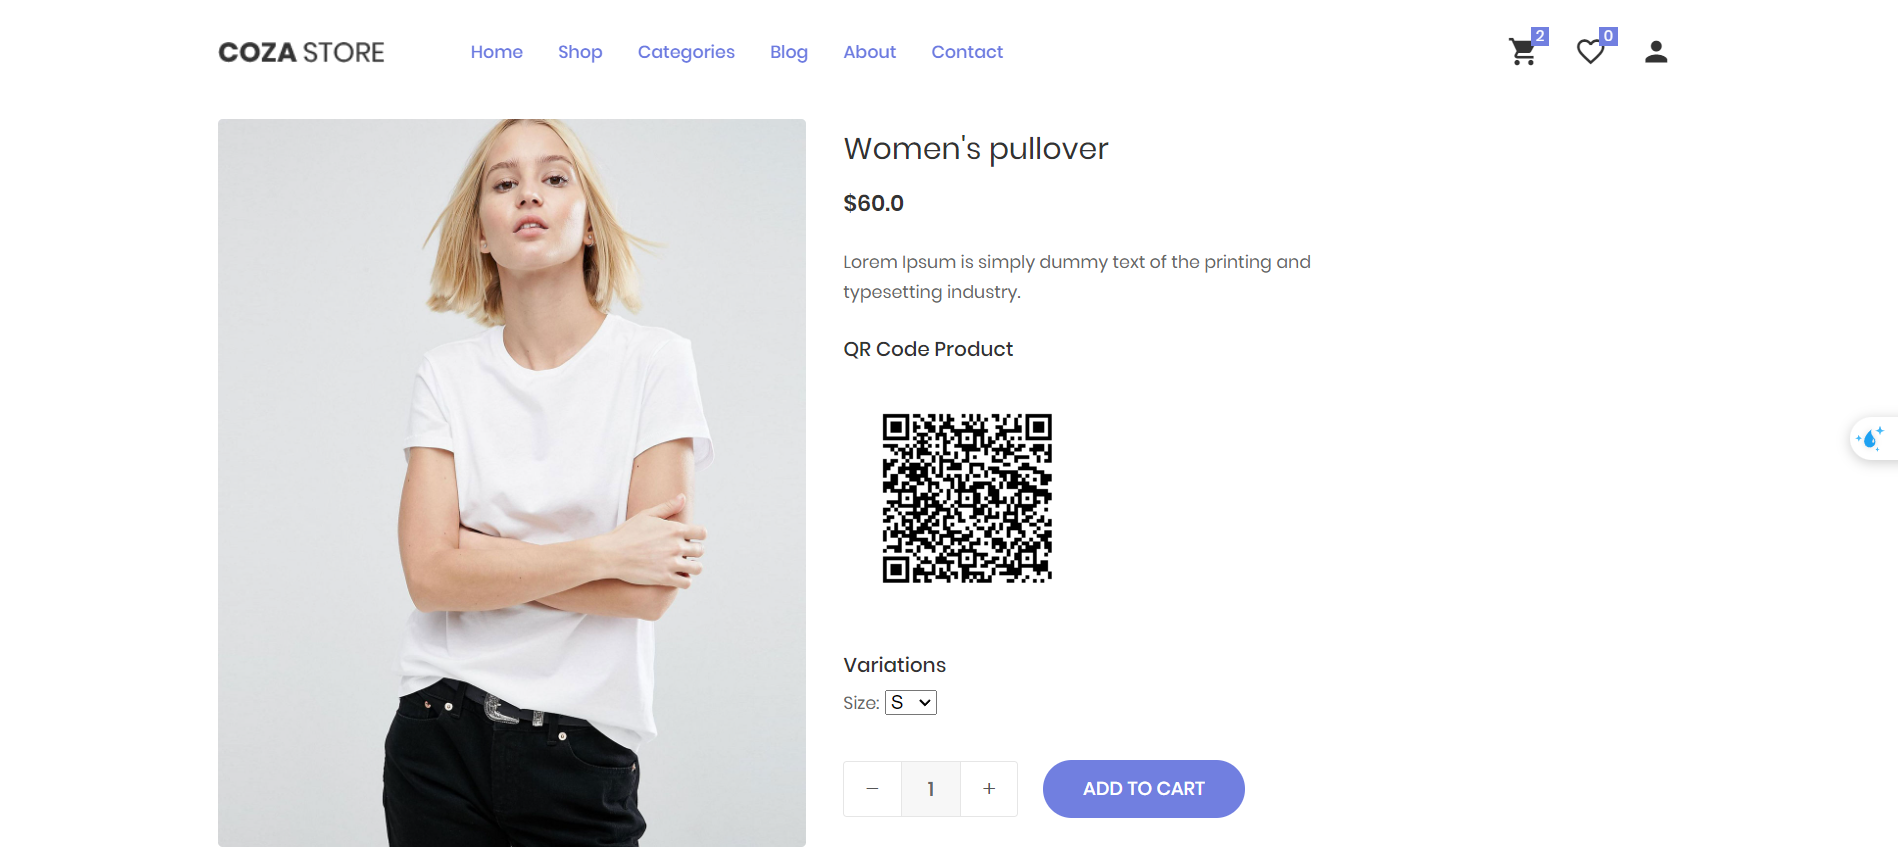 COZA STORE
Home Shop Categories Blog About Contact
2
0
Women's pullover
$60.0
Lorem Ipsum is simply dummy text of the printing and
typesetting industry.
QR Code Product
Variations
Size: S
− 1 +
ADD TO CART